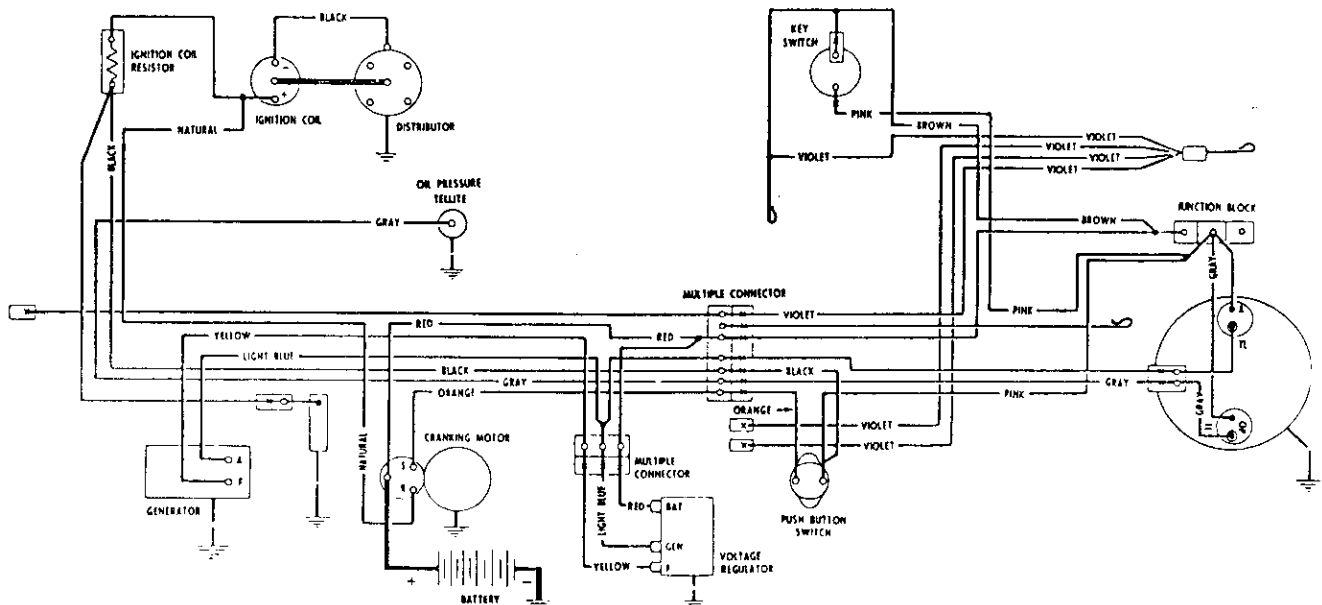 BLACK
KEY
SWITCH
IGNITION COIL
RESISTOR
-
+
IGNITION COIL
DISTRIBUTOR
NATURAL
BLACK
PINK
BROWN
VIOLET
VIOLET
VIOLET
VIOLET
VIOLET
OIL PRESSURE
TELLITE
GRAY
JUNCTION BLOCK
BROWN
GRAY
MULTIPLE CONNECTOR
VIOLET
PINK
RED
RED
YELLOW
LIGHT BLUE
BLACK
BLACK
GRAY
GRAY
ORANGE
PINK
ORANGE
TL
GRAY
OP
VIOLET
VIOLET
NATURAL
CRANKING MOTOR
S
R
MULTIPLE
CONNECTOR
A
F
GENERATOR
LIGHT BLUE
RED
BAT
GEN
YELLOW
F
VOLTAGE
REGULATOR
PUSH BUTTON
SWITCH
+
-
BATTERY